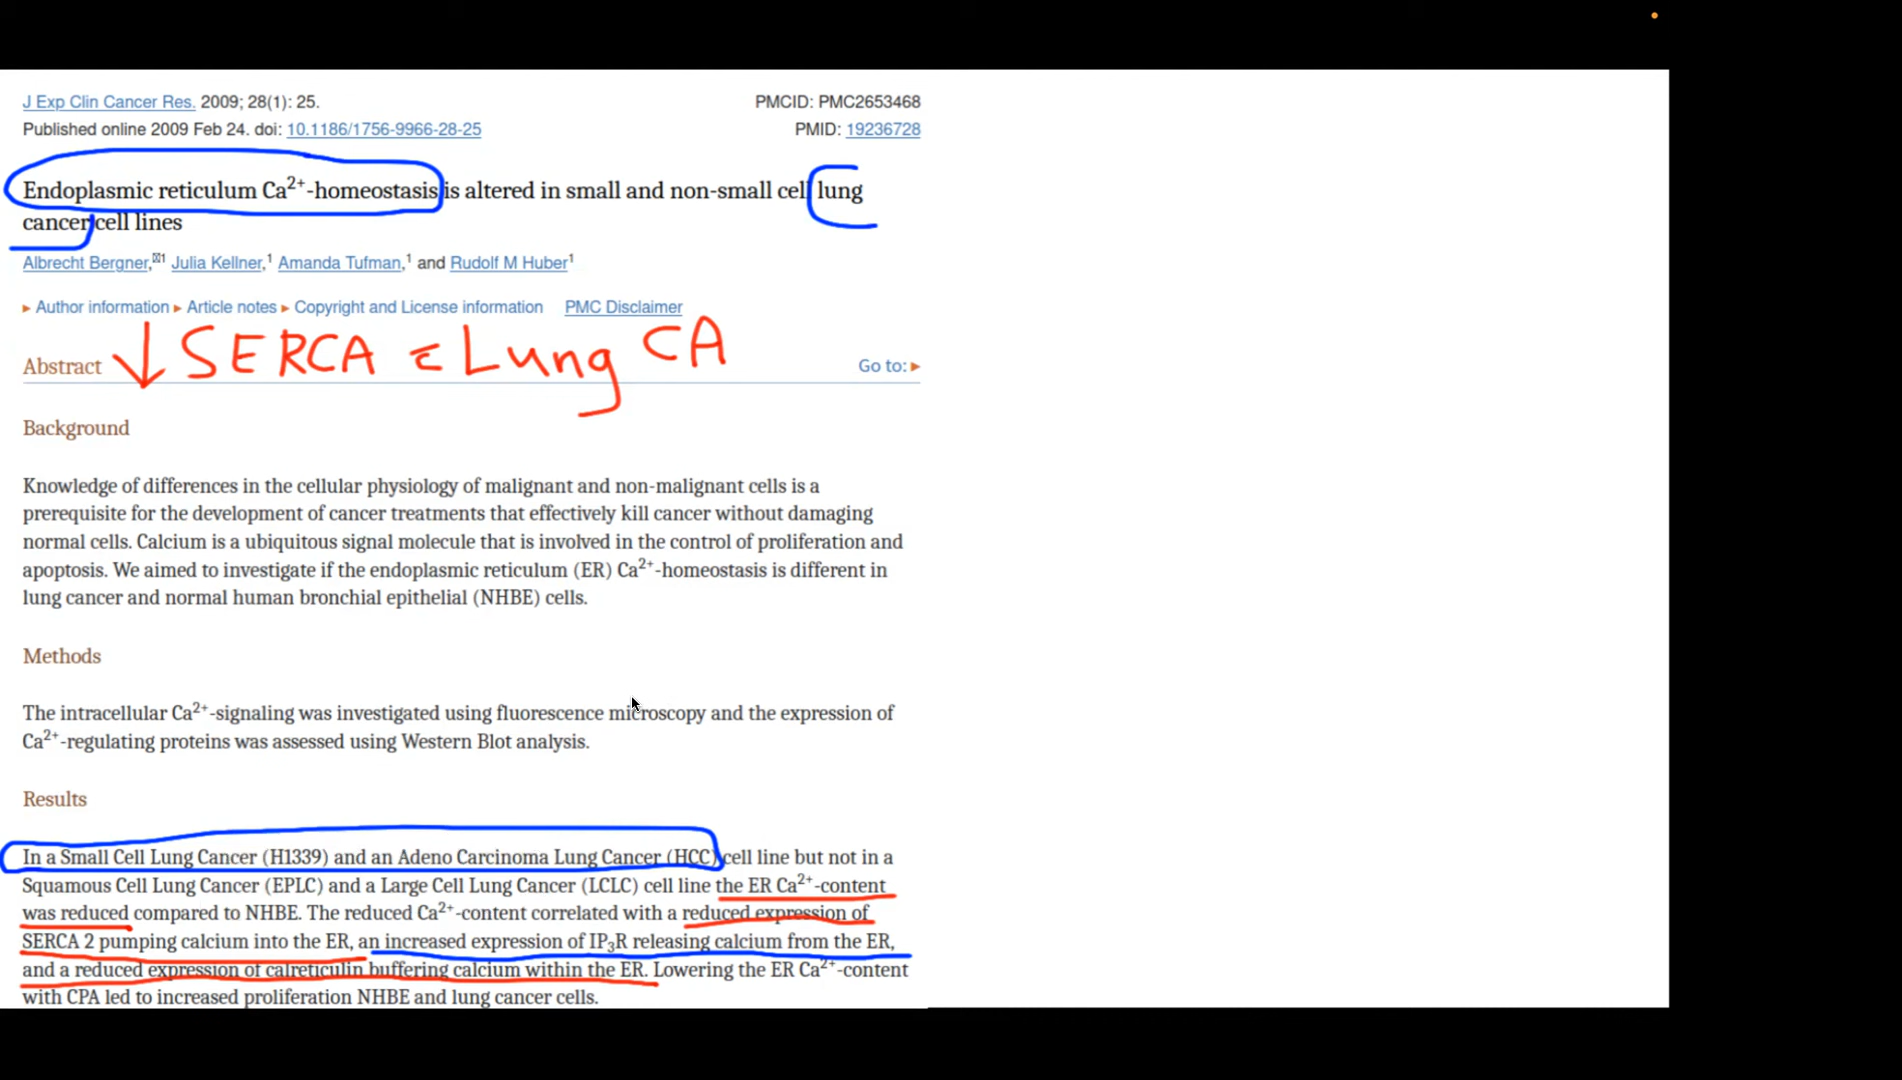 J Exp Clin Cancer Res. 2009; 28(1): 25. PMCID: PMC2653468
Published online 2009 Feb 24. doi: 10.1186/1756-9966-28-25 PMID: 19236728
Endoplasmic reticulum Ca2+-homeostasis is altered in small and non-small cell lung
cancer cell lines
Albrecht Bergner,1 Julia Kellner,1 Amanda Tufman,1 and Rudolf M Huber1
▸ Author information ▸ Article notes ▸ Copyright and License information PMC Disclaimer
↓ SERCA Lung CA
Abstract Go to: ▸
Background
Knowledge of differences in the cellular physiology of malignant and non-malignant cells is a
prerequisite for the development of cancer treatments that effectively kill cancer without damaging
normal cells. Calcium is a ubiquitous signal molecule that is involved in the control of proliferation and
apoptosis. We aimed to investigate if the endoplasmic reticulum (ER) Ca2+-homeostasis is different in
lung cancer and normal human bronchial epithelial (NHBE) cells.
Methods
The intracellular Ca2+-signaling was investigated using fluorescence microscopy and the expression of
Ca2+-regulating proteins was assessed using Western Blot analysis.
Results
In a Small Cell Lung Cancer (H1339) and an Adeno Carcinoma Lung Cancer (HCC) cell line but not in a
Squamous Cell Lung Cancer (EPLC) and a Large Cell Lung Cancer (LCLC) cell line the ER Ca2+-content
was reduced compared to NHBE. The reduced Ca2+-content correlated with a reduced expression of
SERCA 2 pumping calcium into the ER, an increased expression of IP3R releasing calcium from the ER,
and a reduced expression of calreticulin buffering calcium within the ER. Lowering the ER Ca2+-content
with CPA led to increased proliferation NHBE and lung cancer cells.